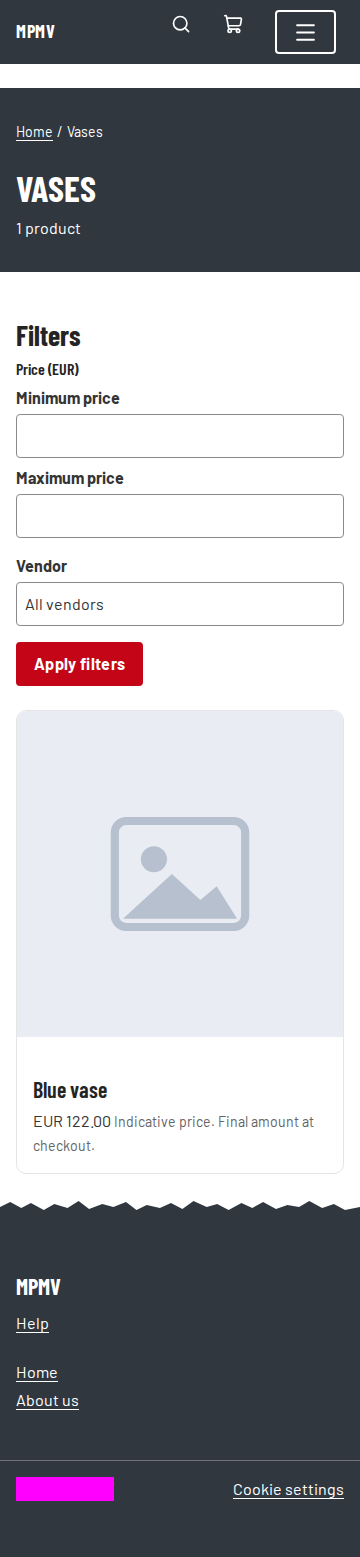 MPMV
Home / Vases
VASES
1 product
Filters
Price (EUR)
Minimum price
Maximum price
Vendor
All vendors
Apply filters
Blue vase
EUR 122.00 Indicative price. Final amount at
checkout.
MPMV
Help
Home
About us
Cookie settings